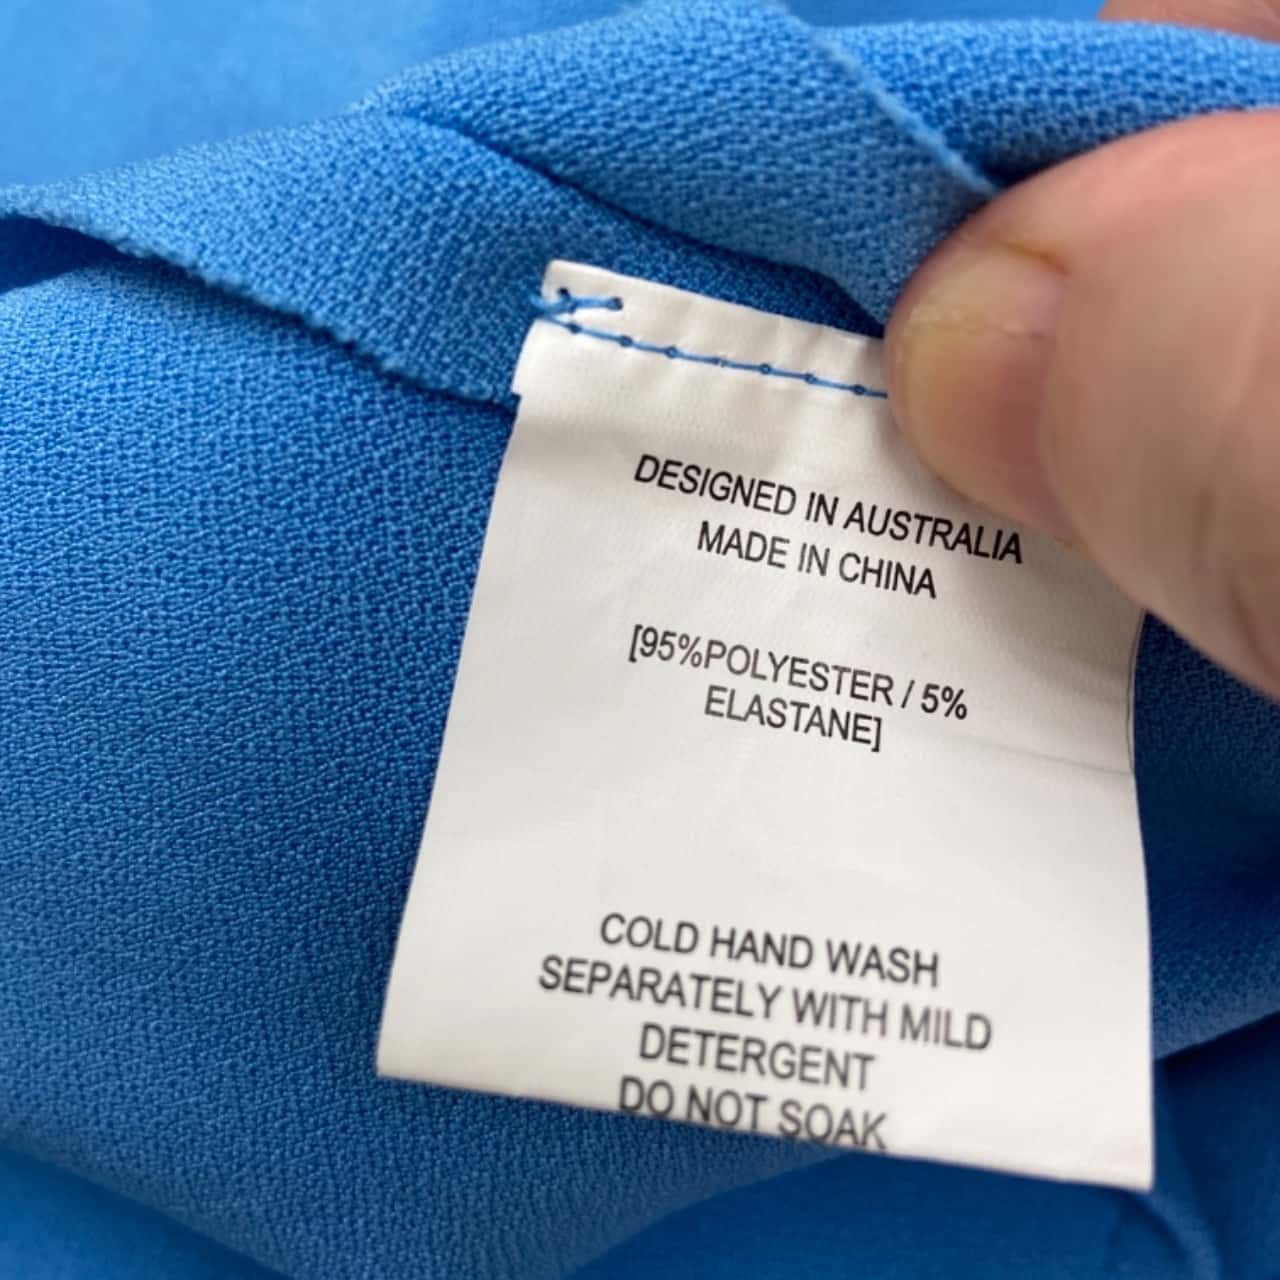 DESIGNED IN AUSTRALIA
MADE IN CHINA
[95%POLYESTER / 5%
ELASTANE]
COLD HAND WASH
SEPARATELY WITH MILD
DETERGENT
DO NOT SOAK